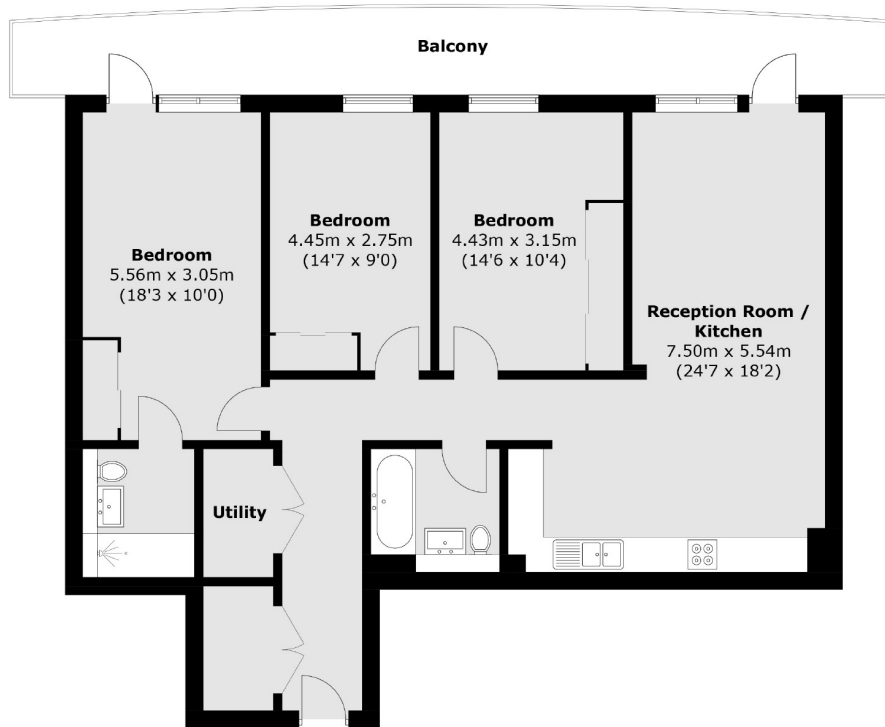 Balcony
Bedroom
5.56m x 3.05m
(18'3 x 10'0)
Bedroom
4.45m x 2.75m
(14'7 x 9'0)
Bedroom
4.43m x 3.15m
(14'6 x 10'4)
Reception Room /
Kitchen
7.50m x 5.54m
(24'7 x 18'2)
Utility